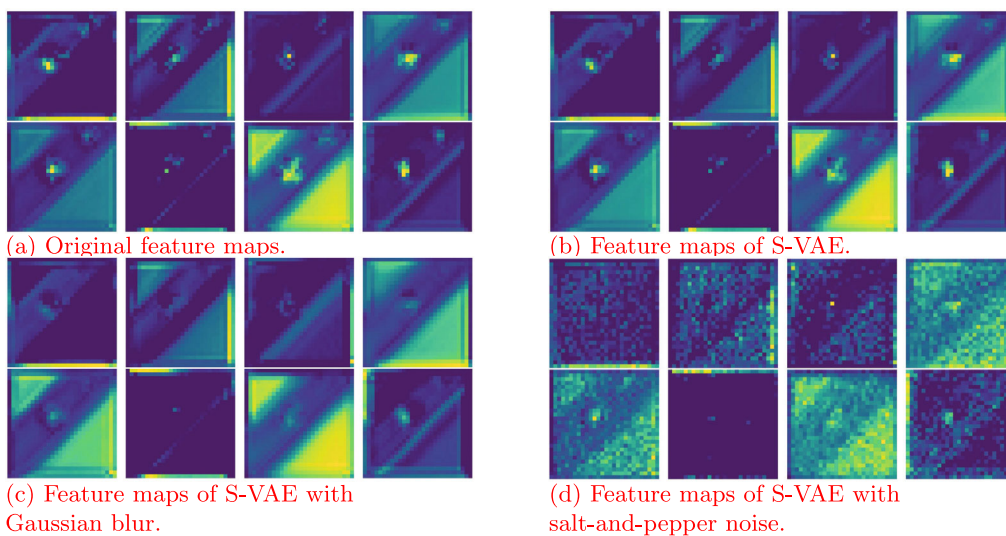 (a) Original feature maps.
(b) Feature maps of S-VAE.
(c) Feature maps of S-VAE with
Gaussian blur.
(d) Feature maps of S-VAE with
salt-and-pepper noise.